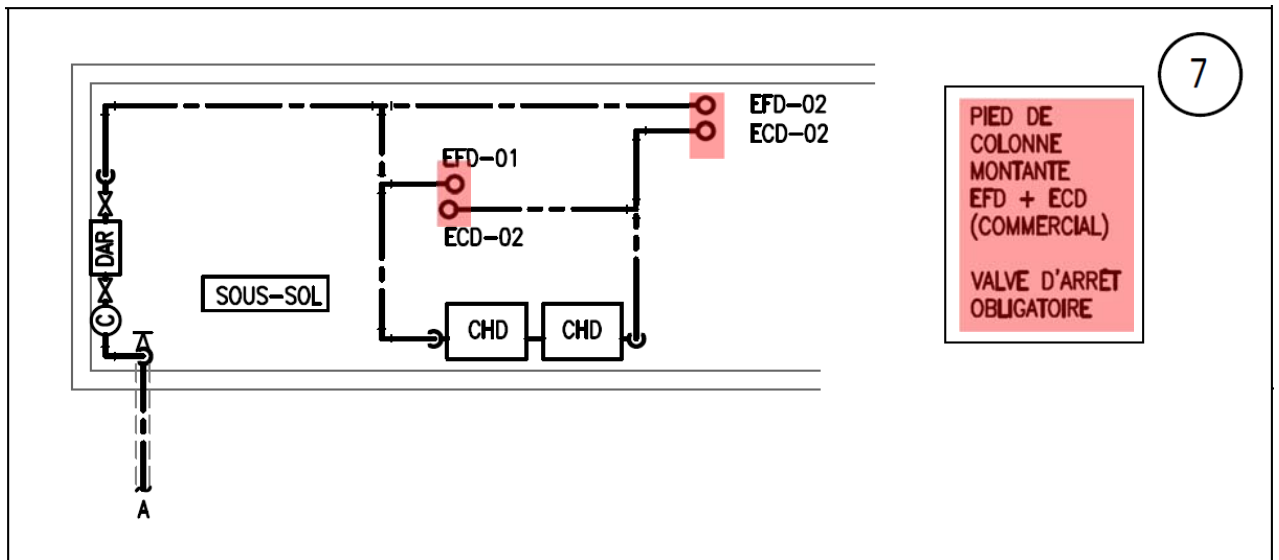 7
EFD-02
ECD-02
EFD-01
ECD-02
DAR
SOUS-SOL
C
CHD
CHD
A
PIED DE
COLONNE
MONTANTE
EFD + ECD
(COMMERCIAL)
VALVE D'ARRÊT
OBLIGATOIRE